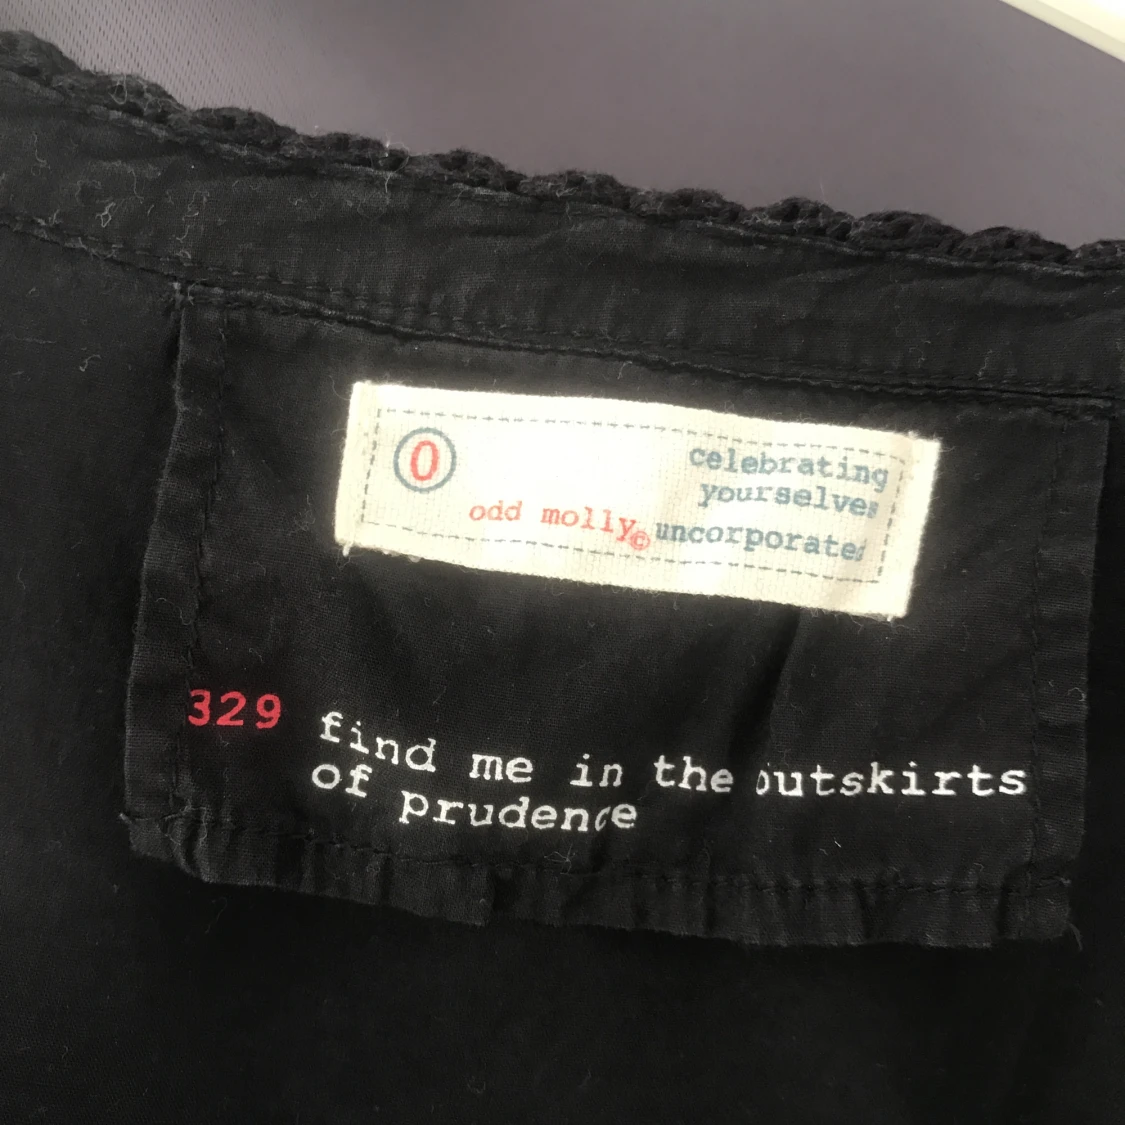 0
celebrating
yourselves
odd molly© uncorporated
329 find me in the outskirts
of prudence